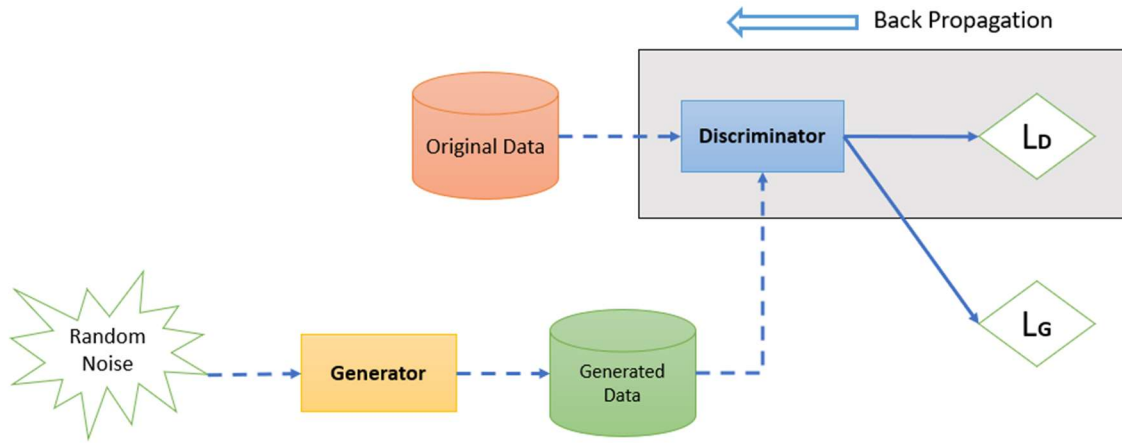 Back Propagation
Original Data
Discriminator
LD
Random
Noise
Generator
Generated
Data
LG